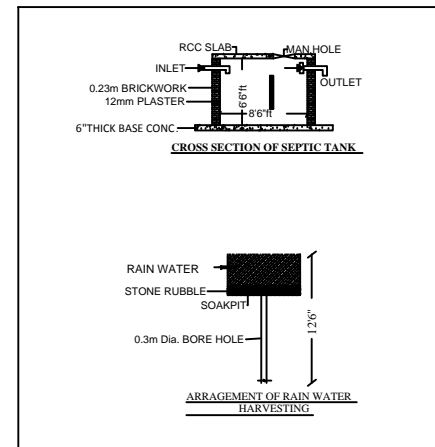 RCC SLAB
MAN HOLE
INLET
OUTLET
0.23m BRICKWORK
6'6"ft
12mm PLASTER
8'6"ft
6"THICK BASE CONC.
CROSS SECTION OF SEPTIC TANK
RAIN WATER
STONE RUBBLE
SOAKPIT
12'6"
0.3m Dia. BORE HOLE
ARRAGEMENT OF RAIN WATER
HARVESTING